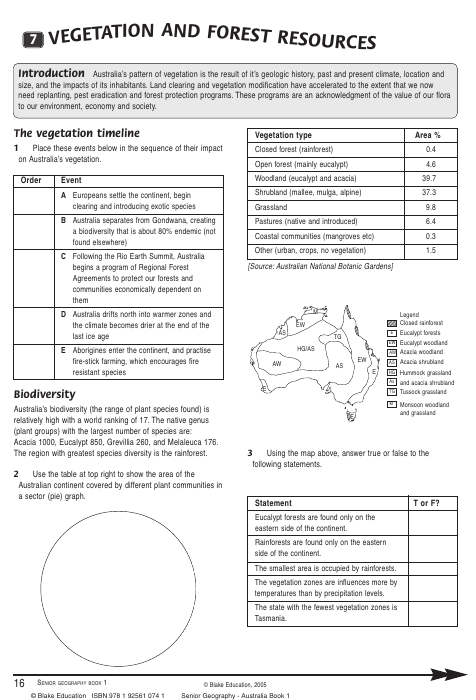 7 VEGETATION AND FOREST RESOURCES
Introduction Australia's pattern of vegetation is the result of it's geologic history, past and present climate, location and
size, and the impacts of its inhabitants. Land clearing and vegetation modification have accelerated to the extent that we now
need replanting, pest eradication and forest protection programs. These programs are an acknowledgment of the value of our flora
to our environment, economy and society.
The vegetation timeline
1 Place these events below in the sequence of their impact
on Australia's vegetation.
Order Event
A Europeans settle the continent, begin
clearing and introducing exotic species
B Australia separates from Gondwana, creating
a biodiversity that is about 80% endemic (not
found elsewhere)
C Following the Rio Earth Summit, Australia
begins a program of Regional Forest
Agreements to protect our forests and
communities economically dependent on
them
D Australia drifts north into warmer zones and
the climate becomes drier at the end of the
last ice age
E Aborigines enter the continent, and practise
fire-stick farming, which encourages fire
resistant species
Biodiversity
Australia's biodiversity (the range of plant species found) is
relatively high with a world ranking of 17. The native genus
(plant groups) with the largest number of species are:
Acacia 1000, Eucalypt 850, Grevillia 260, and Melaleuca 176.
The region with greatest species diversity is the rainforest.
2 Use the table at top right to show the area of the
Australian continent covered by different plant communities in
a sector (pie) graph.
Vegetation type Area %
Closed forest (rainforest) 0.4
Open forest (mainly eucalypt) 4.6
Woodland (eucalypt and acacia) 39.7
Shrubland (mallee, mulga, alpine) 37.3
Grassland 9.8
Pastures (native and introduced) 6.4
Coastal communities (mangroves etc) 0.3
Other (urban, crops, no vegetation) 1.5
[Source: Australian National Botanic Gardens]
M
EW
AS
TG
HG/AS
EW
AW
AS
E
E
Legend
Closed rainforest
E Eucalypt forests
EW Eucalypt woodland
AW Acacia woodland
AS Acacia shrubland
HG Hummock grassland
AS and acacia shrubland
TG Tussock grassland
M Monsoon woodland
and grassland
3 Using the map above, answer true or false to the
following statements.
Statement T or F?
Eucalypt forests are found only on the
eastern side of the continent.
Rainforests are found only on the eastern
side of the continent.
The smallest area is occupied by rainforests.
The vegetation zones are influences more by
temperatures than by precipitation levels.
The state with the fewest vegetation zones is
Tasmania.
16 SENIOR GEOGRAPHY BOOK 1
© Blake Education, 2005
© Blake Education ISBN 978 1 92561 074 1 Senior Geography - Australia Book 1